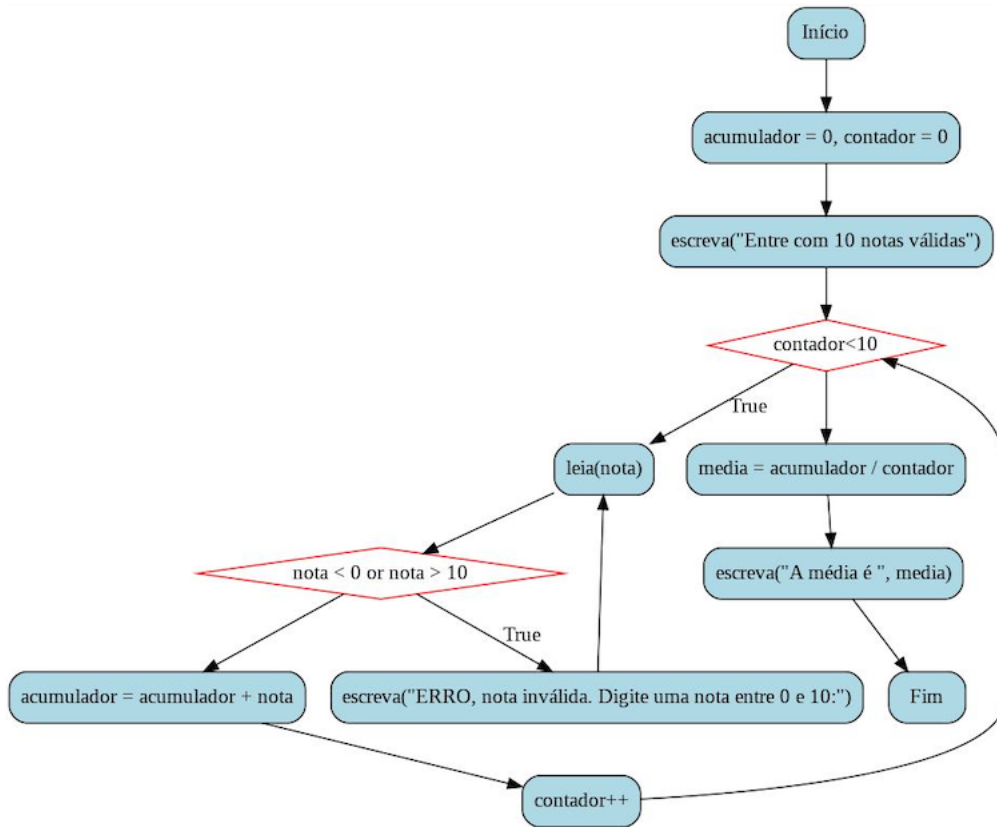 Início
acumulador = 0, contador = 0
escreva("Entre com 10 notas válidas")
contador<10
True
leia(nota)
media = acumulador / contador
nota < 0 or nota > 10
escreva("A média é ", media)
True
acumulador = acumulador + nota
escreva("ERRO, nota inválida. Digite uma nota entre 0 e 10:")
Fim
contador++